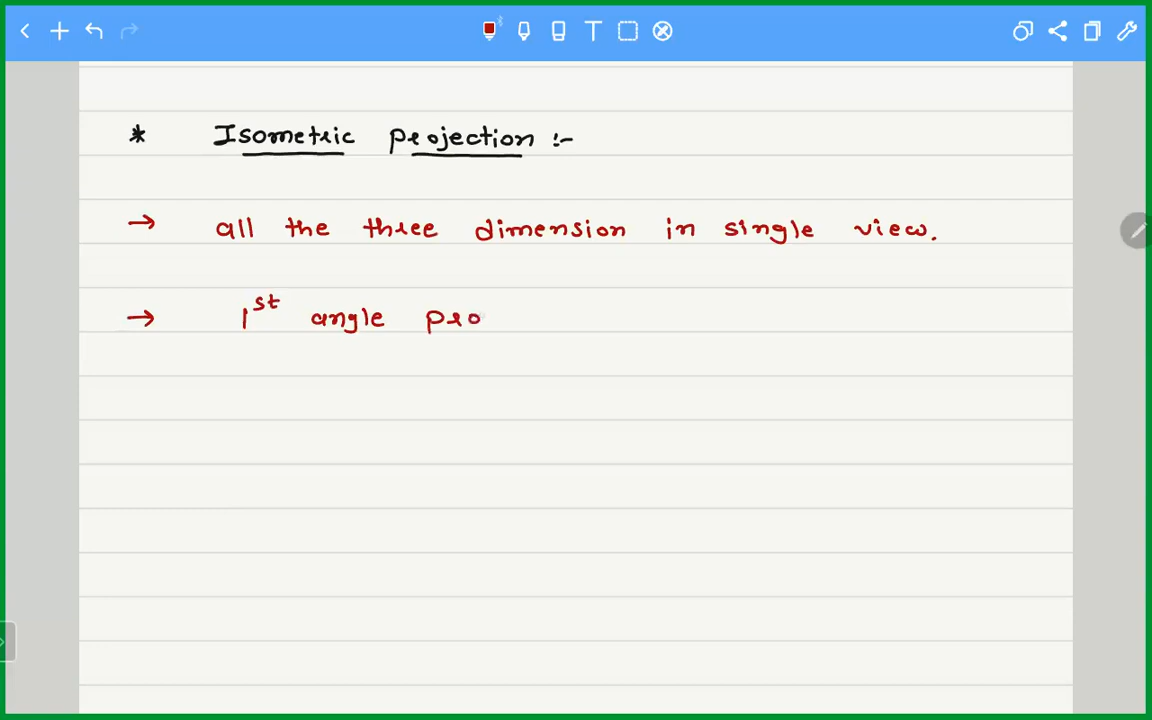 * Isometric projection :-
→ all the three dimension in single view.
→ 1st angle pro